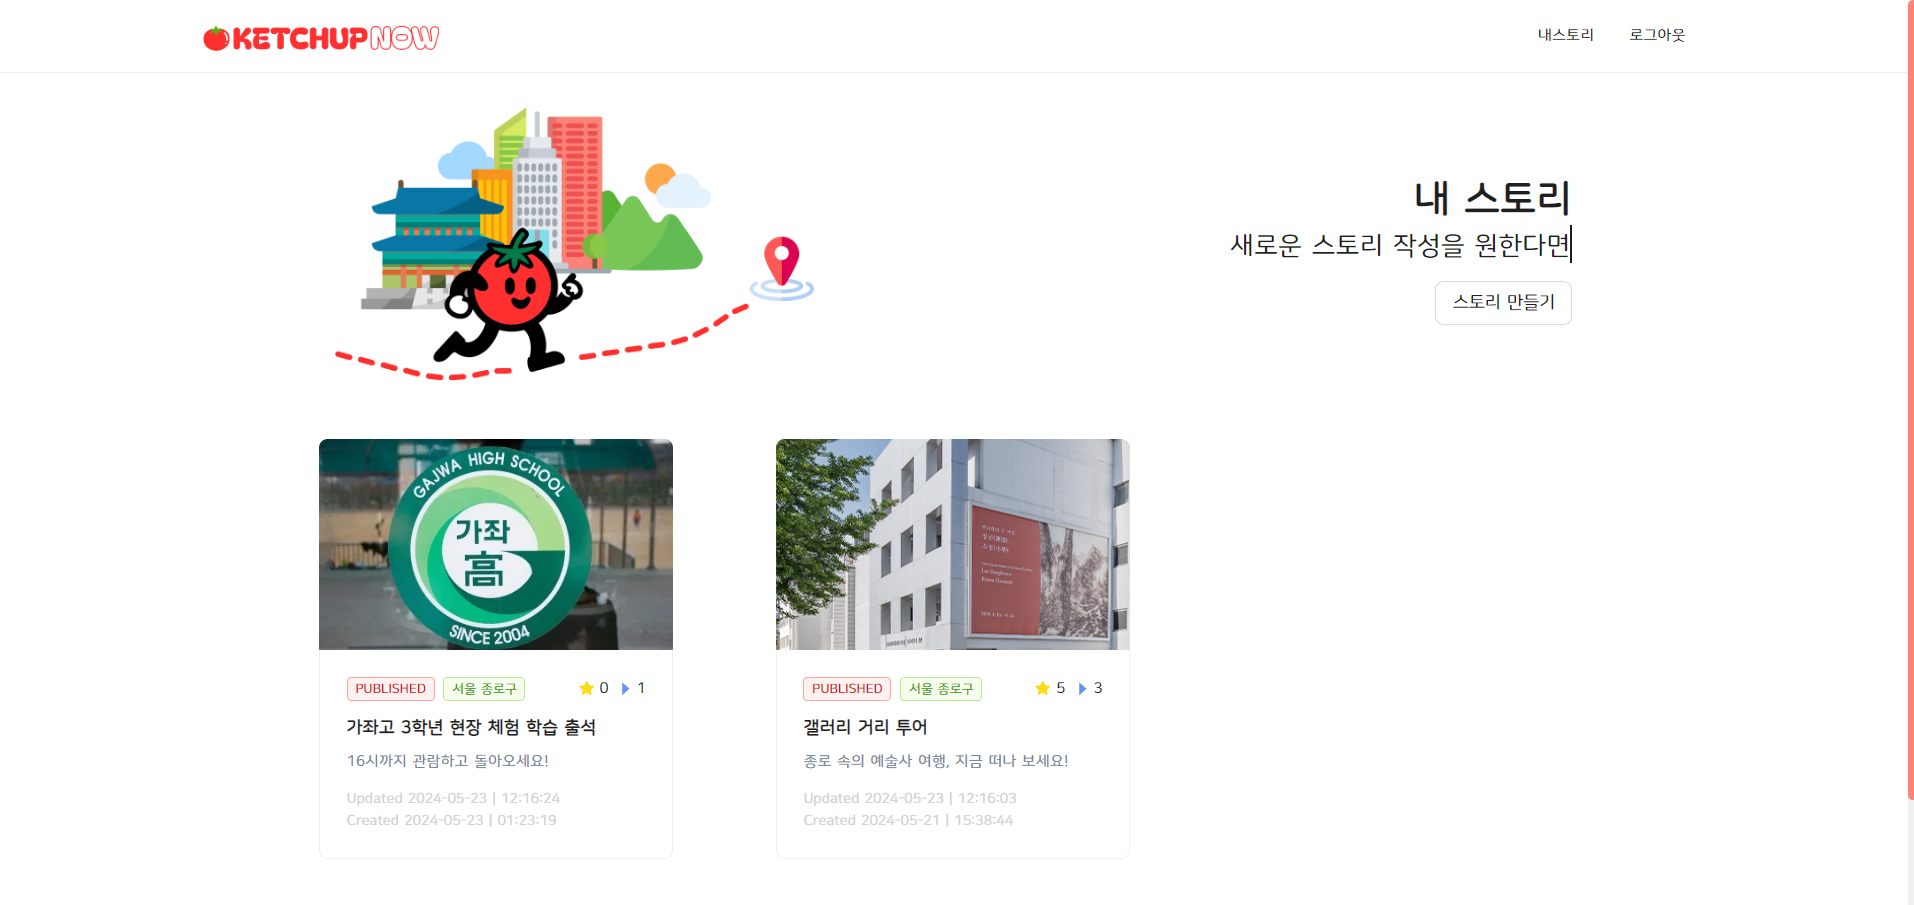 KETCHUP NOW
내스토리 로그아웃
내 스토리
새로운 스토리 작성을 원한다면
스토리 만들기
GAJWA HIGH SCHOOL
가좌
高
SINCE 2004
PUBLISHED 서울 종로구 0 1
가좌고 3학년 현장 체험 학습 출석
16시까지 관람하고 돌아오세요!
Updated 2024-05-23 | 12:16:24
Created 2024-05-23 | 01:23:19
PUBLISHED 서울 종로구 5 3
갤러리 거리 투어
종로 속의 예술사 여행, 지금 떠나 보세요!
Updated 2024-05-23 | 12:16:03
Created 2024-05-21 | 15:38:44